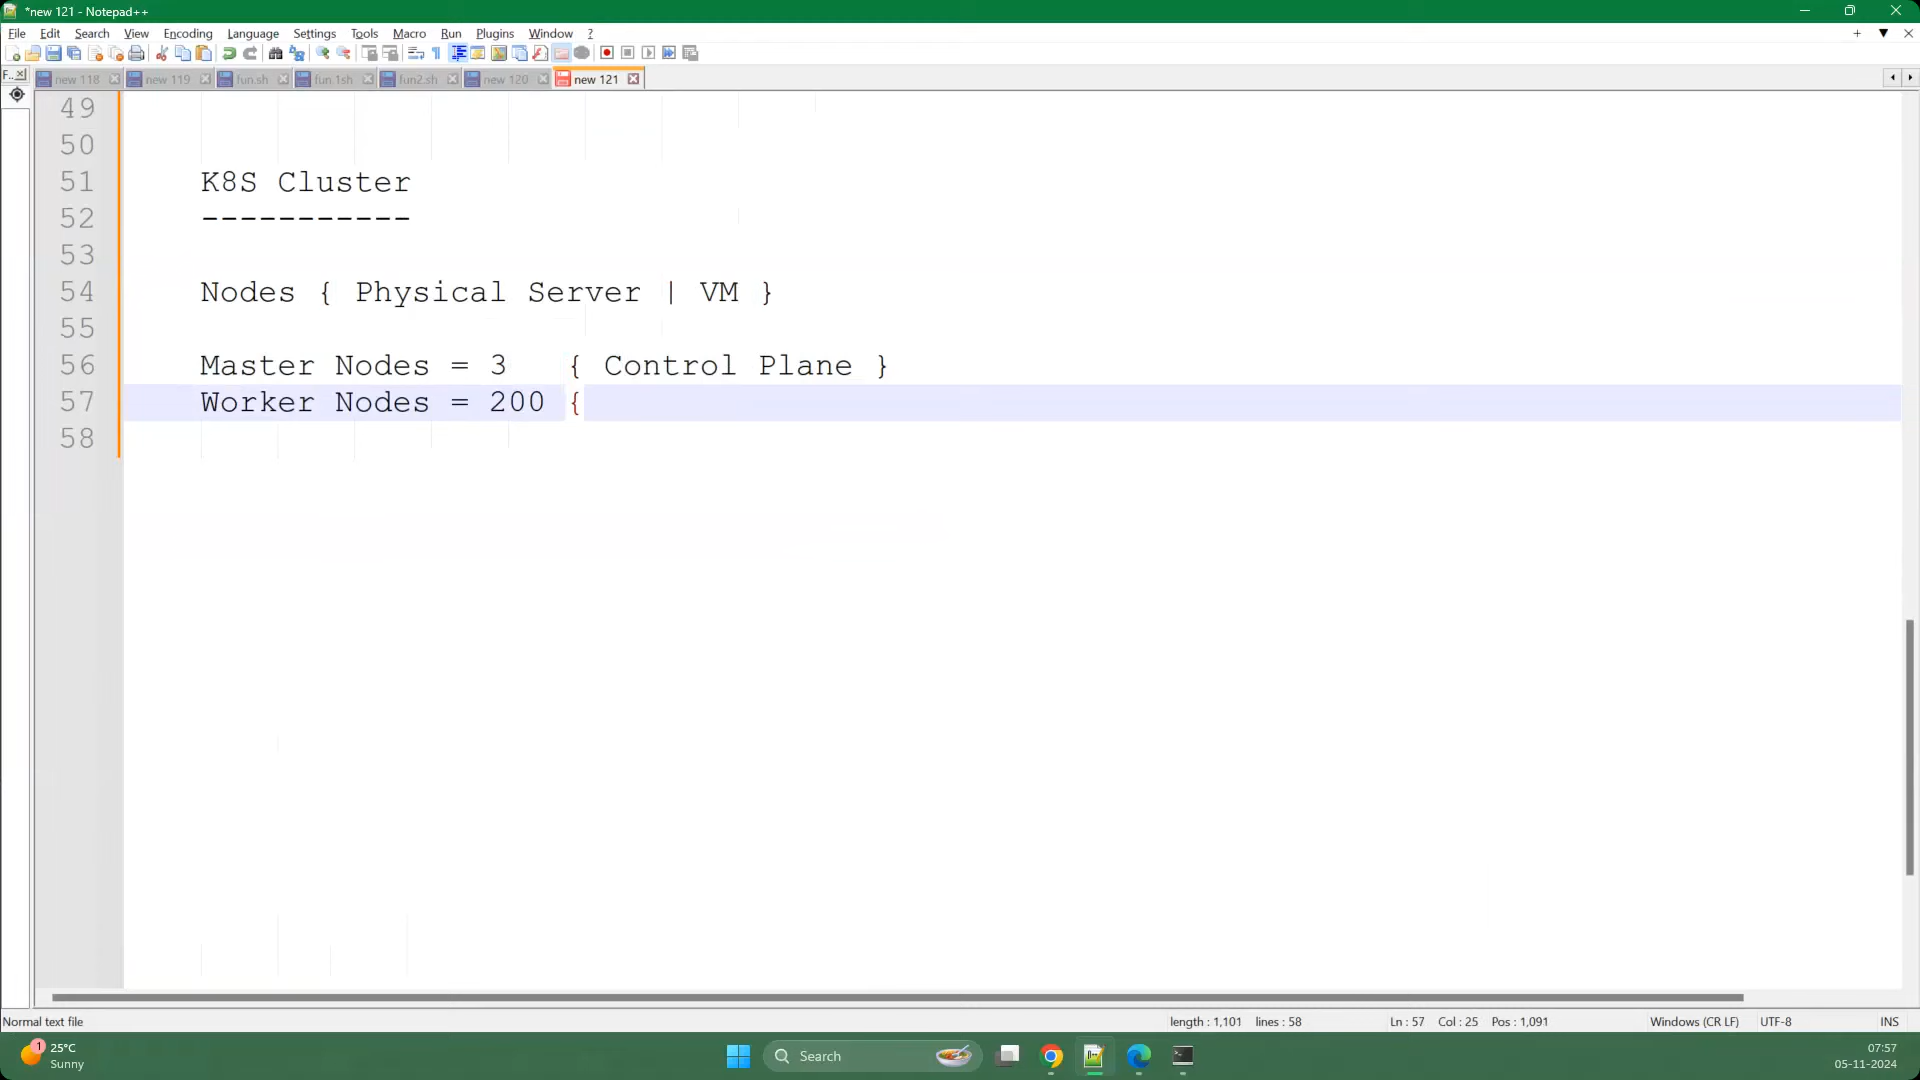 *new 121 - Notepad++
File Edit Search View Encoding Language Settings Tools Macro Run Plugins Window ?
F.. new 118 new 119 fun.sh fun.1sh fun2.sh new 120 new 121
49
50
51 K8S Cluster
52 -----------
53
54 Nodes { Physical Server | VM }
55
56 Master Nodes = 3 { Control Plane }
57 Worker Nodes = 200 {
58
Normal text file length : 1,101 lines : 58 Ln : 57 Col : 25 Pos : 1,091 Windows (CR LF) UTF-8 INS
1 25°C
Sunny
Search
07:57
05-11-2024